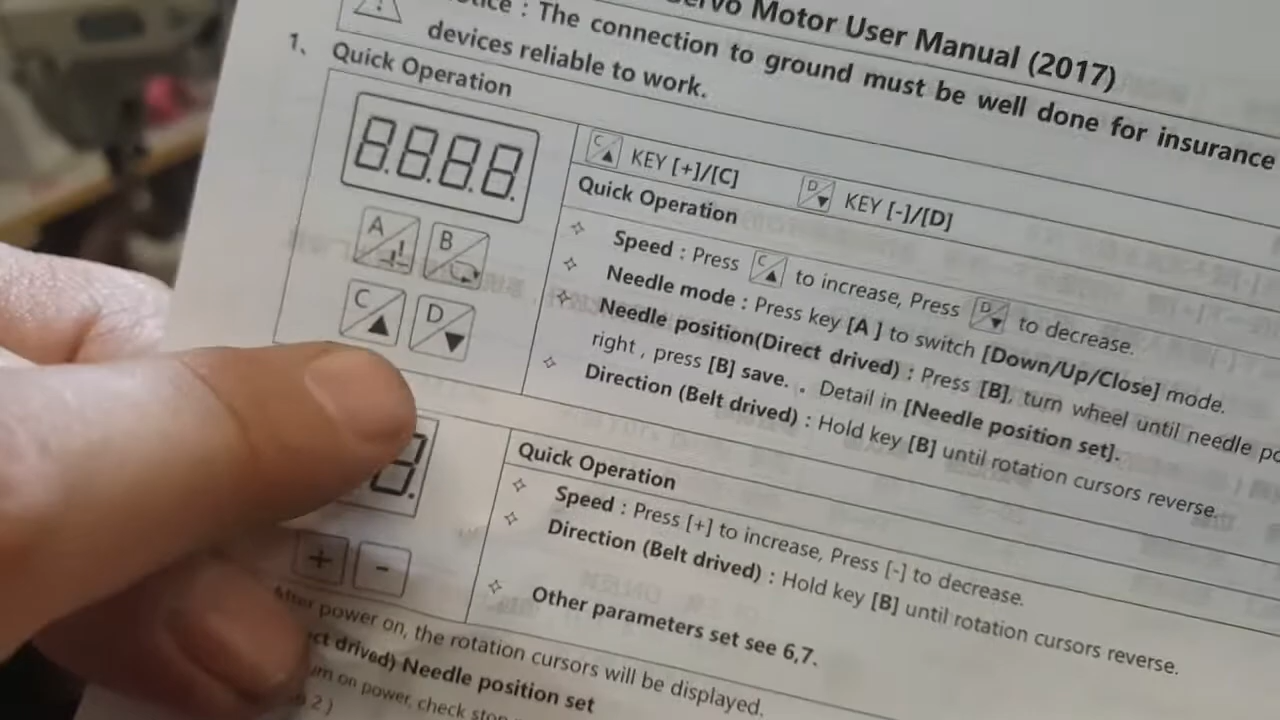 Servo Motor User Manual (2017)
: The connection to ground must be well done for insurance
devices reliable to work.
1、 Quick Operation
8.8.8.8.
A
B
C
D
C KEY [+]/[C] D KEY [-]/[D]
Quick Operation
Speed : Press C to increase, Press D to decrease.
Needle mode : Press key [A ] to switch [Down/Up/Close] mode.
Needle position(Direct drived) : Press [B], turn wheel until needle
right , press [B] save. . Detail in [Needle position set].
Direction (Belt drived) : Hold key [B] until rotation cursors reverse.
+ -
Quick Operation
Speed : Press [+] to increase, Press [-] to decrease.
Direction (Belt drived) : Hold key [B] until rotation cursors reverse.
Other parameters set see 6,7.
After power on, the rotation cursors will be displayed.
drived) Needle position set
on power, check
2 )